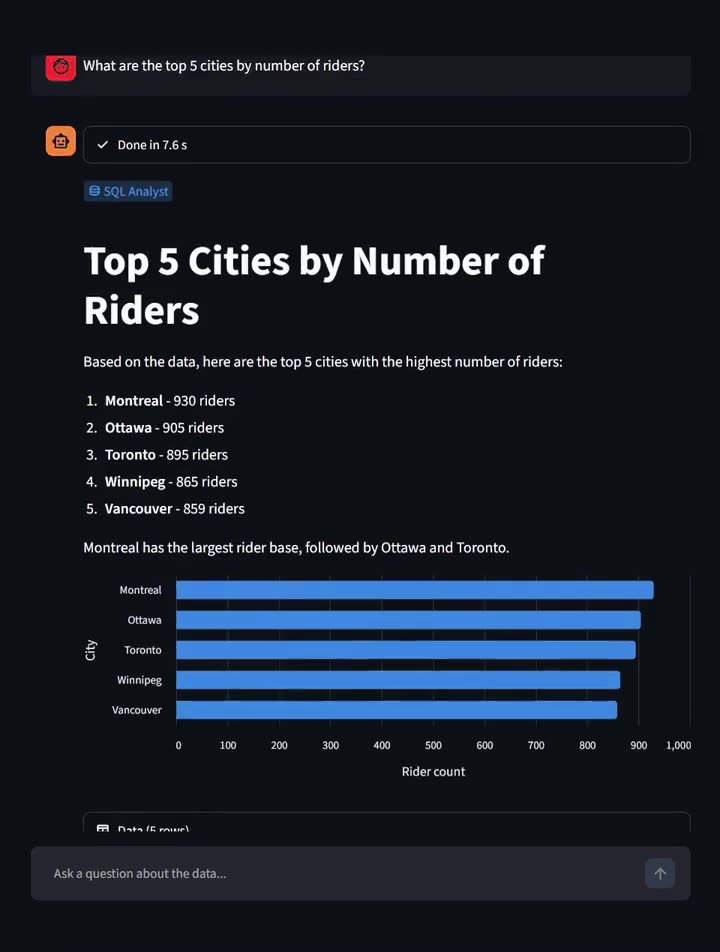 What are the top 5 cities by number of riders?
Done in 7.6 s
SQL Analyst
Top 5 Cities by Number of
Riders
Based on the data, here are the top 5 cities with the highest number of riders:
1. Montreal - 930 riders
2. Ottawa - 905 riders
3. Toronto - 895 riders
4. Winnipeg - 865 riders
5. Vancouver - 859 riders
Montreal has the largest rider base, followed by Ottawa and Toronto.
City
Montreal
Ottawa
Toronto
Winnipeg
Vancouver
0 100 200 300 400 500 600 700 800 900 1,000
Rider count
Data (5 rows)
Ask a question about the data...